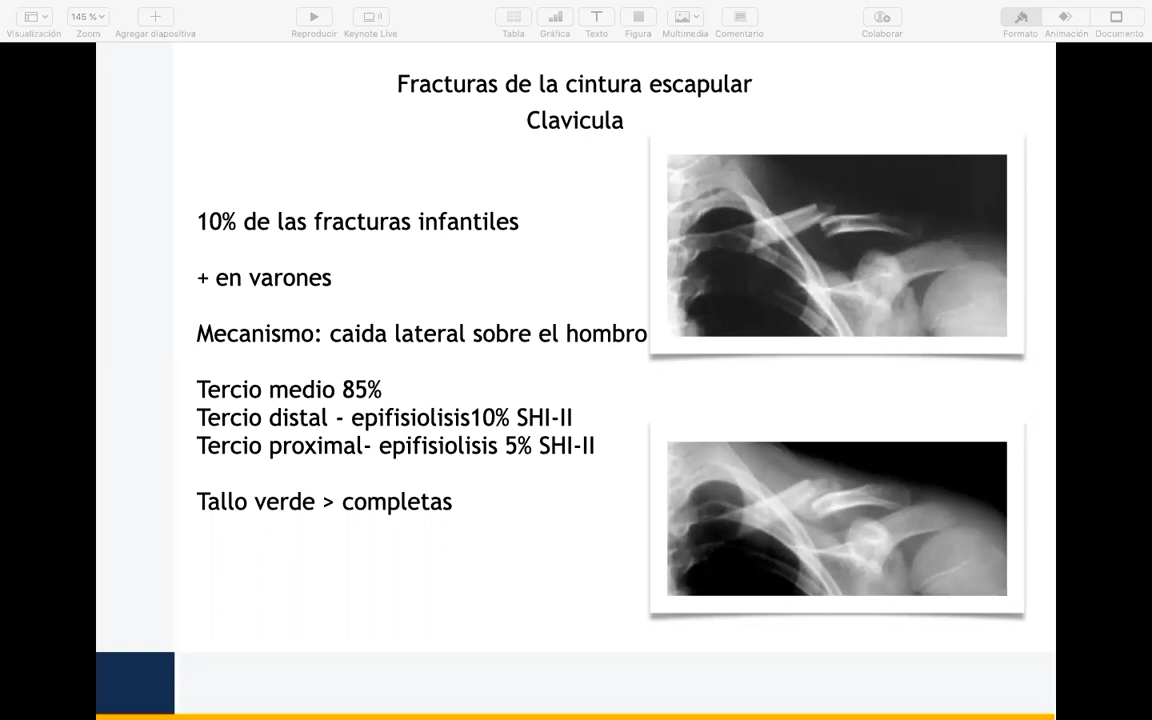 145 %
Visualización
Zoom
Agregar diapositiva
Reproducir
Keynote Live
Tabla
Gráfica
Texto
Figura
Multimedia
Comentario
Colaborar
Formato
Animación
Documento
Fracturas de la cintura escapular
Clavicula
10% de las fracturas infantiles
+ en varones
Mecanismo: caida lateral sobre el hombro
Tercio medio 85%
Tercio distal - epifisiolisis10% SHI-II
Tercio proximal- epifisiolisis 5% SHI-II
Tallo verde > completas